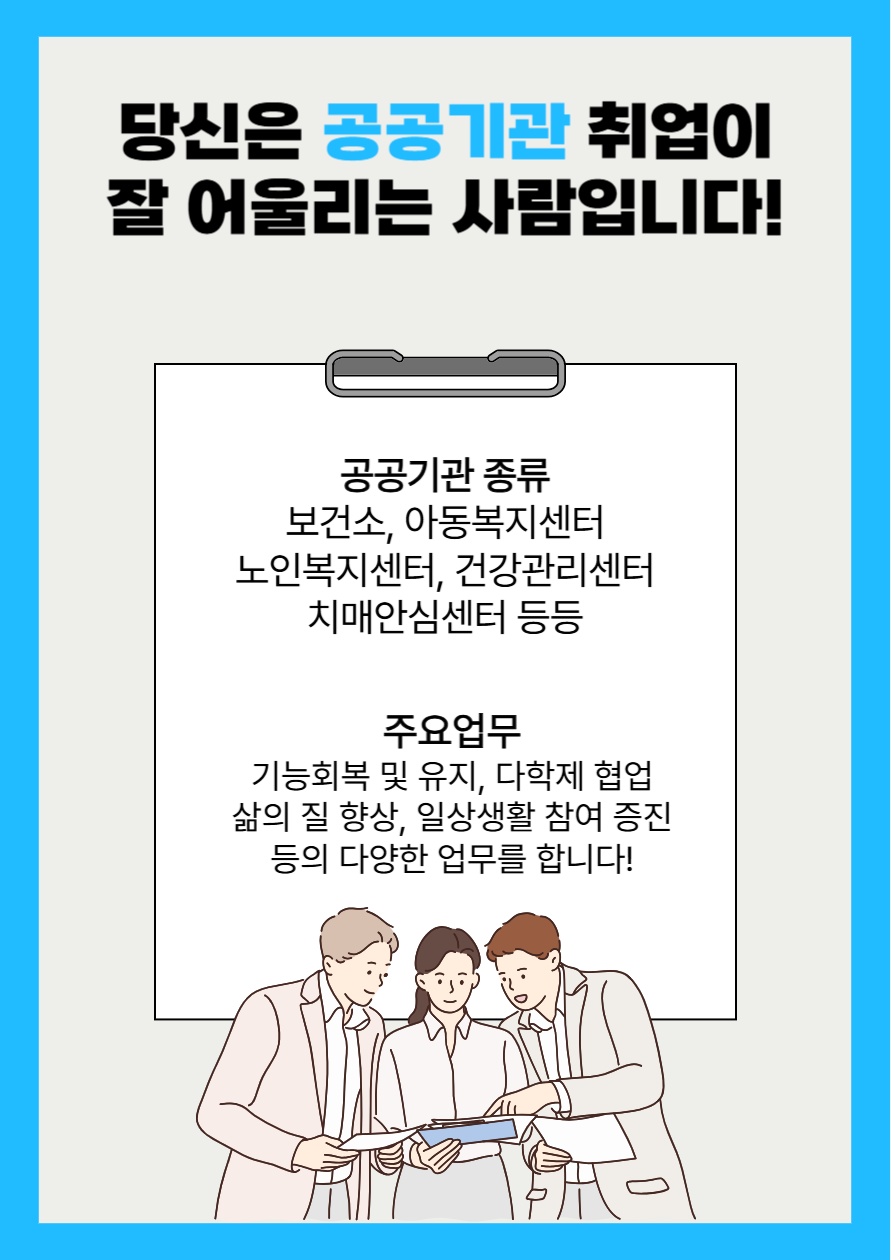 당신은 공공기관 취업이
잘 어울리는 사람입니다!
공공기관 종류
보건소, 아동복지센터
노인복지센터, 건강관리센터
치매안심센터 등등
주요업무
기능회복 및 유지, 다학제 협업
삶의 질 향상, 일상생활 참여 증진
등의 다양한 업무를 합니다!